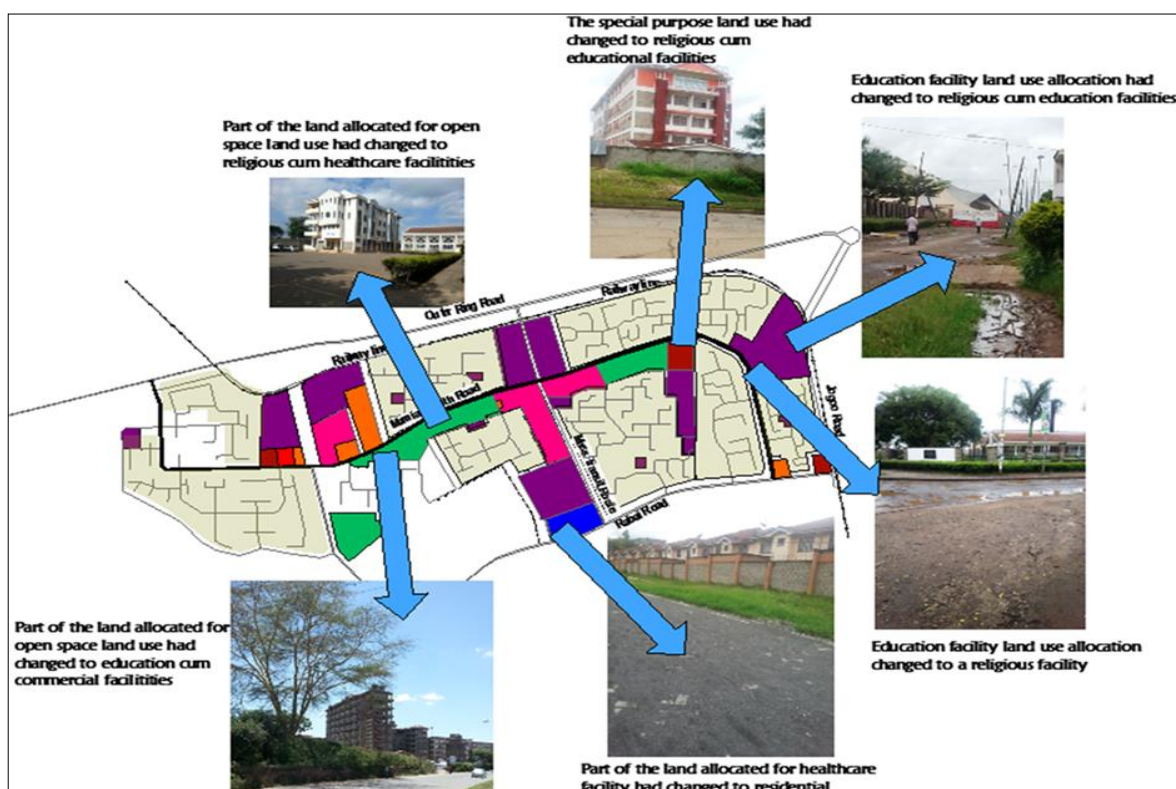 The special purpose land use had
changed to religious cum
educational facilities
Education facility land use allocation had
changed to religious cum education facilities
Part of the land allocated for open
space land use had changed to
religious cum healthcare facilitities
Outer Ring Road
Railway line
Railway line
Road
Jogoo Road
Mass Transit Route
Rabai Road
Part of the land allocated for
open space land use had
changed to education cum
commercial facilitities
Education facility land use allocation
changed to a religious facility
Part of the land allocated for healthcare
facility had changed to residential